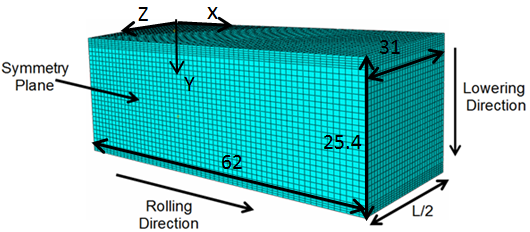 Z
X
31
Symmetry
Plane
Y
Lowering
Direction
25.4
62
Rolling
Direction
L/2